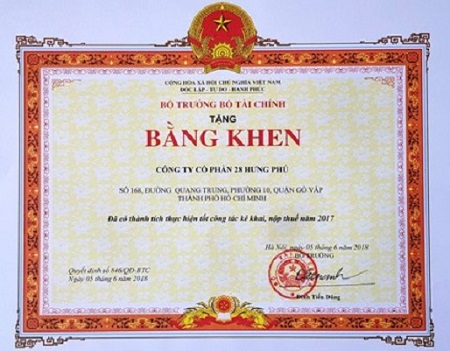 CỘNG HÒA XÃ HỘI CHỦ NGHĨA VIỆT NAM
ĐỘC LẬP - TỰ DO - HẠNH PHÚC
BỘ TRƯỞNG BỘ TÀI CHÍNH
TẶNG
BẰNG KHEN
CÔNG TY CỔ PHẦN 28 HƯNG PHÚ
SỐ 168, ĐƯỜNG QUANG TRUNG, PHƯỜNG 10, QUẬN GÒ VẤP
THÀNH PHỐ HỒ CHÍ MINH
Đã có thành tích thực hiện tốt công tác kê khai, nộp thuế năm 2017
Hà Nội, ngày 05 tháng 6 năm 2018
BỘ TRƯỞNG
Quyết định số 846/QĐ-BTC
Ngày 05 tháng 6 năm 2018
Đinh Tiến Dũng